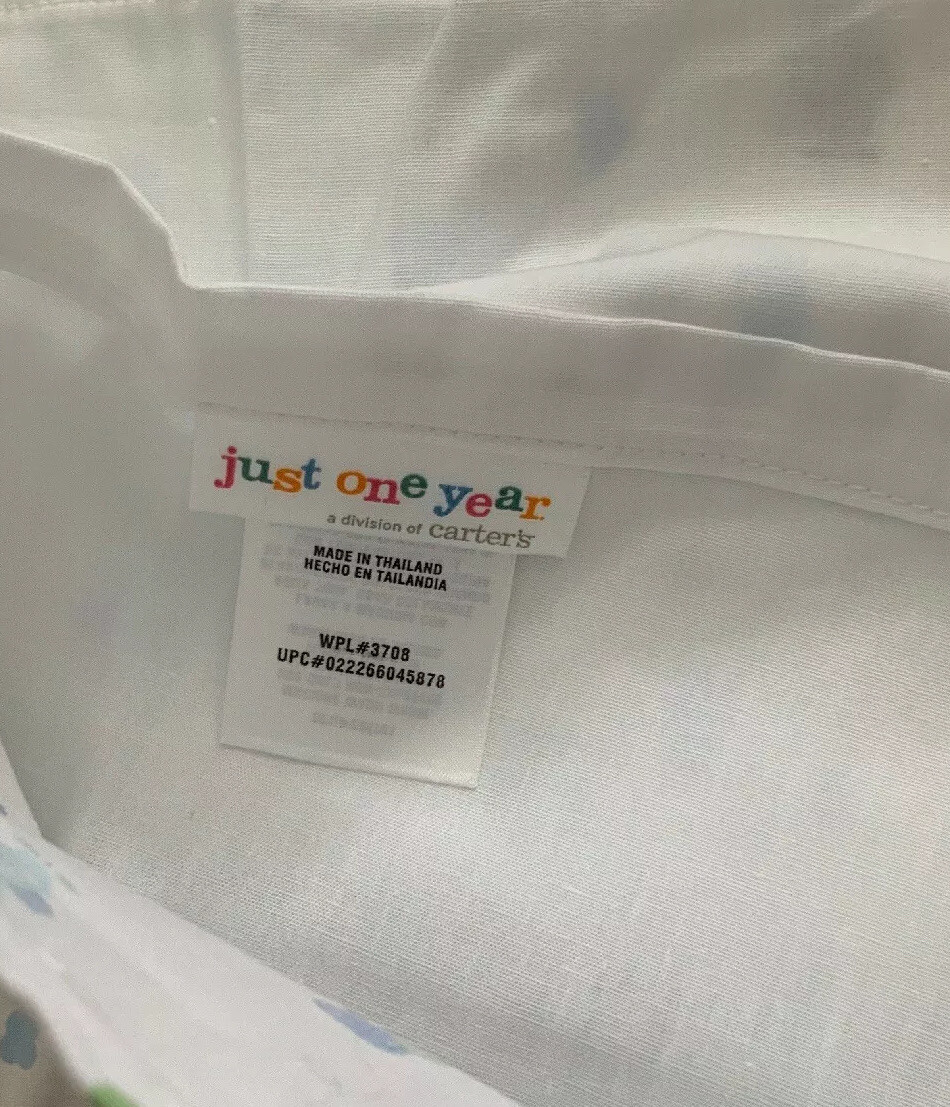 just one year
a division of carter's
MADE IN THAILAND
HECHO EN TAILANDIA
WPL#3708
UPC#022266045878